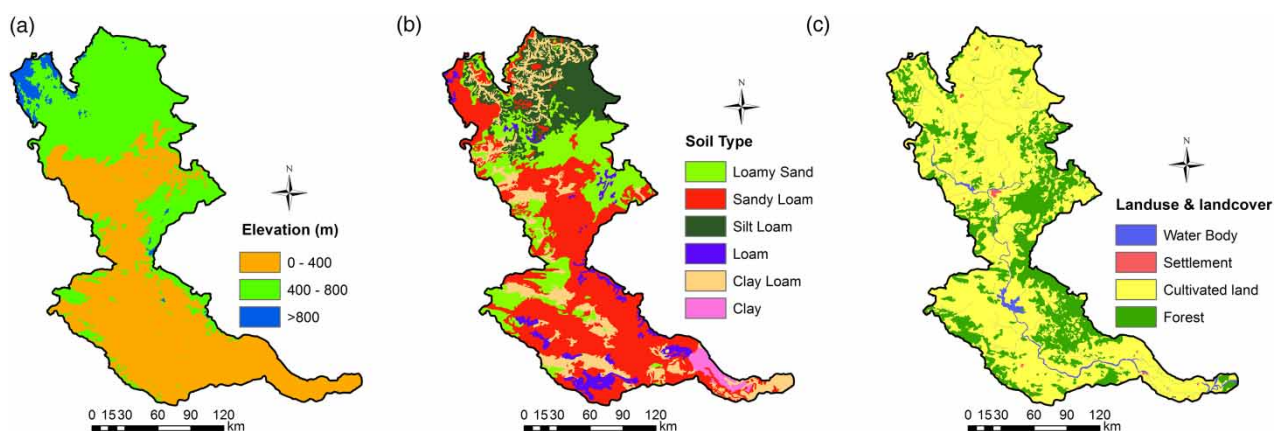 (a)
N
Elevation (m)
0 - 400
400 - 800
>800
0 15 30 60 90 120
km
(b)
N
Soil Type
Loamy Sand
Sandy Loam
Silt Loam
Loam
Clay Loam
Clay
0 15 30 60 90 120
km
(c)
N
Landuse & landcover
Water Body
Settlement
Cultivated land
Forest
0 15 30 60 90 120
km